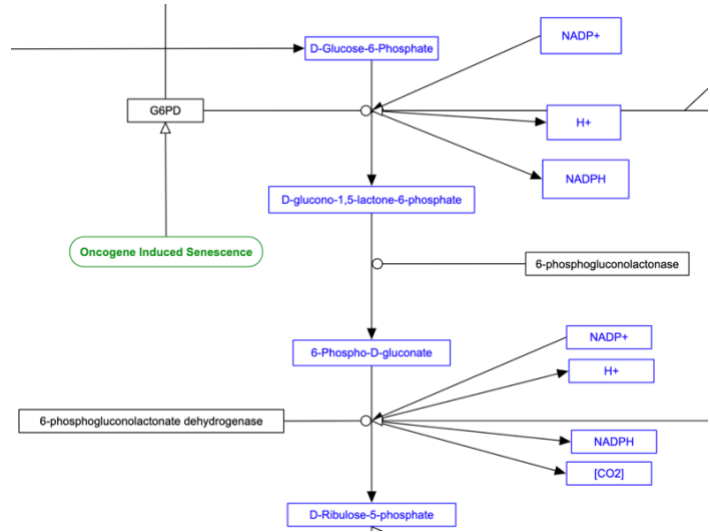 D-Glucose-6-Phosphate
NADP+
G6PD
H+
NADPH
D-glucono-1,5-lactone-6-phosphate
Oncogene Induced Senescence
6-phosphogluconolactonase
6-Phospho-D-gluconate
NADP+
H+
6-phosphogluconolactonate dehydrogenase
NADPH
[CO2]
D-Ribulose-5-phosphate